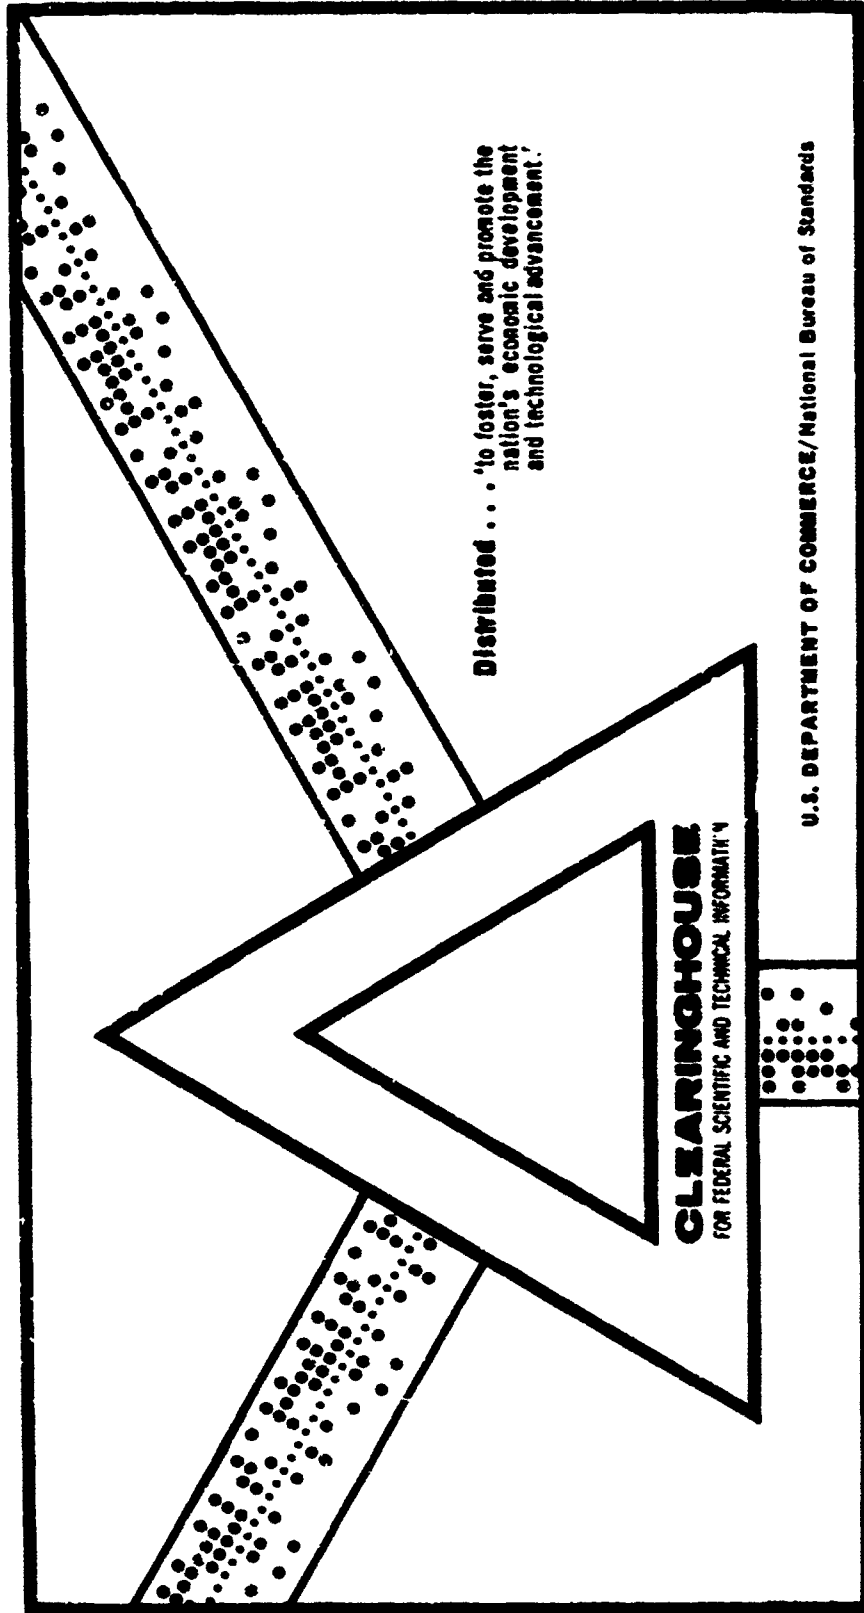 Distributed . . . 'to foster, serve and promote the
nation's economic development
and technological advancement.'
CLEARINGHOUSE
FOR FEDERAL SCIENTIFIC AND TECHNICAL INFORMATION
U.S. DEPARTMENT OF COMMERCE/National Bureau of Standards